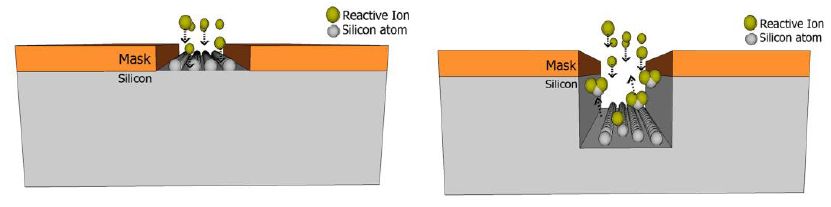 Reactive Ion
Silicon atom
Mask
Silicon
Reactive Ion
Silicon atom
Mask
Silicon